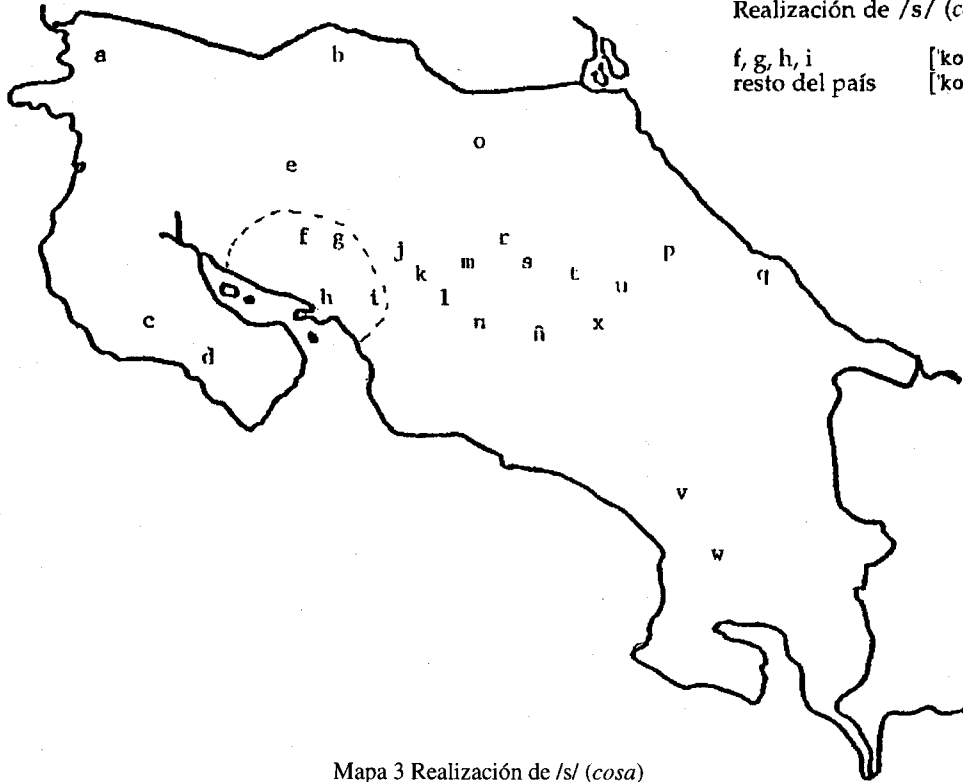 Realización de /s/
f, g, h, i
resto del país
a
b
o
e
f g
j
r
p
k
m
s
t
q
h
i
l
u
c
n
ñ
x
d
v
w
Mapa 3 Realización de /s/ (cosa)